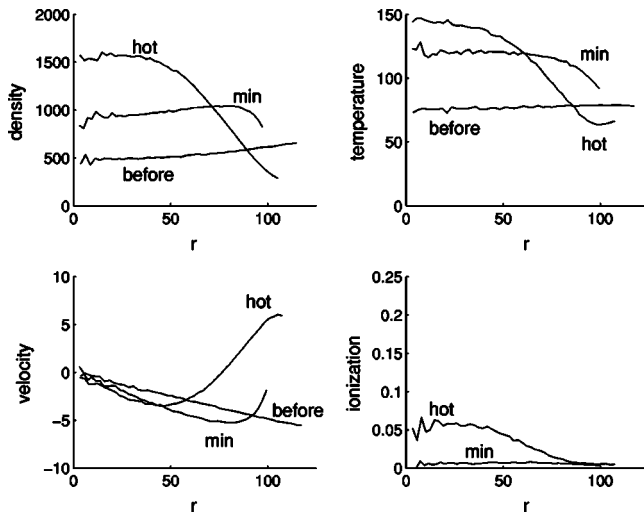 2000
1500
1000
500
0
density
hot
min
before
0
50
100
r
150
100
50
0
temperature
min
before
hot
0
50
100
r
10
5
0
−5
−10
velocity
hot
before
min
0
50
100
r
0.25
0.2
0.15
0.1
0.05
0
ionization
hot
min
0
50
100
r